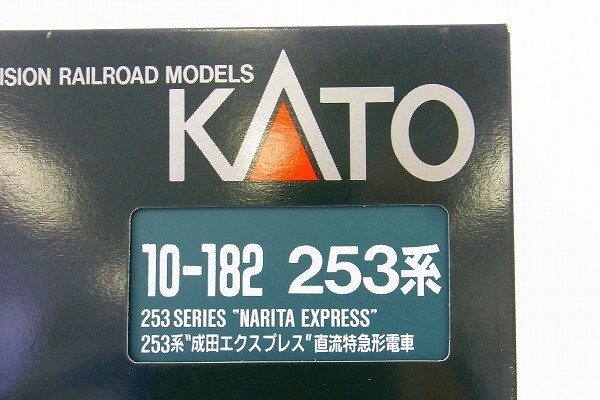 RAILROAD MODELS
KATO
10-182 253系
253 SERIES "NARITA EXPRESS"
253系"成田エクスプレス"直流特急形電車